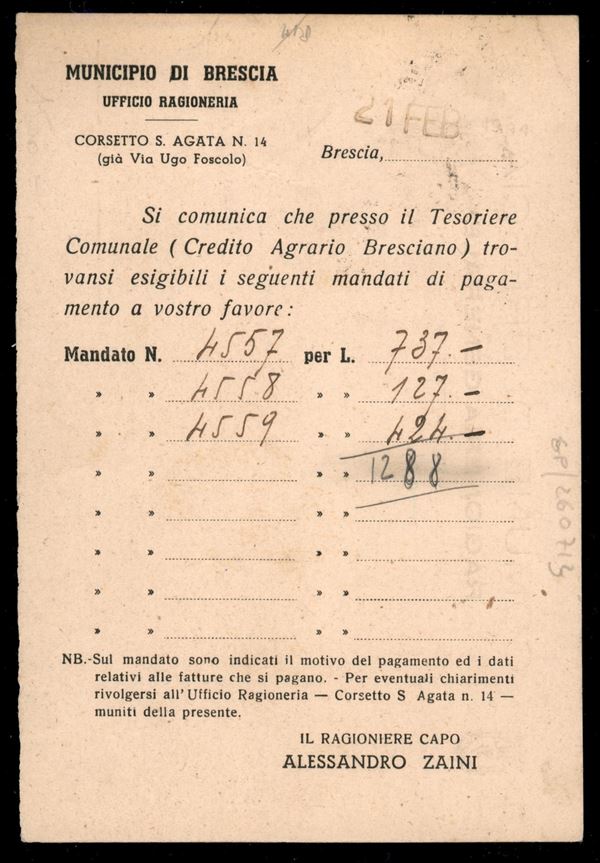 MUNICIPIO DI BRESCIA
UFFICIO RAGIONERIA
CORSETTO S. AGATA N. 14
(già Via Ugo Foscolo)
21 FEB
Brescia,
Si comunica che presso il Tesoriere
Comunale (Credito Agrario Bresciano) tro-
vansi esigibili i seguenti mandati di paga-
mento a vostro favore:
Mandato N. 4557 per L. 737.-
» » 4558 » » 127.-
» » 4559 » » 424.-
» » » » 1288
» » » »
» » » »
» » » »
» » » »
NB.-Sul mandato sono indicati il motivo del pagamento ed i dati
relativi alle fatture che si pagano. - Per eventuali chiarimenti
rivolgersi all'Ufficio Ragioneria — Corsetto S Agata n. 14 —
muniti della presente.
IL RAGIONIERE CAPO
ALESSANDRO ZAINI